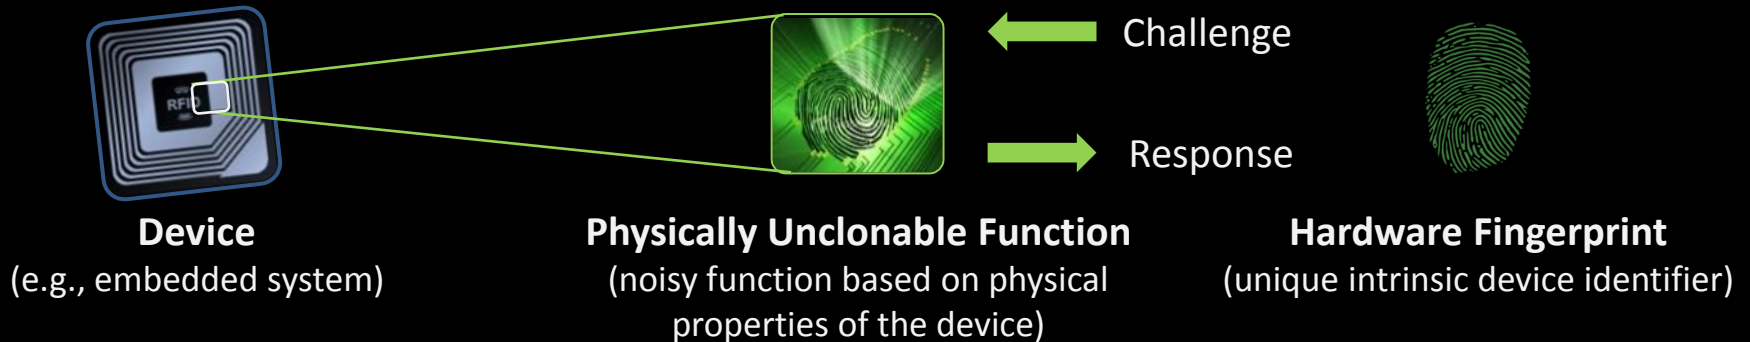 RFID
Challenge
Response
Device
(e.g., embedded system)
Physically Unclonable Function
(noisy function based on physical
properties of the device)
Hardware Fingerprint
(unique intrinsic device identifier)